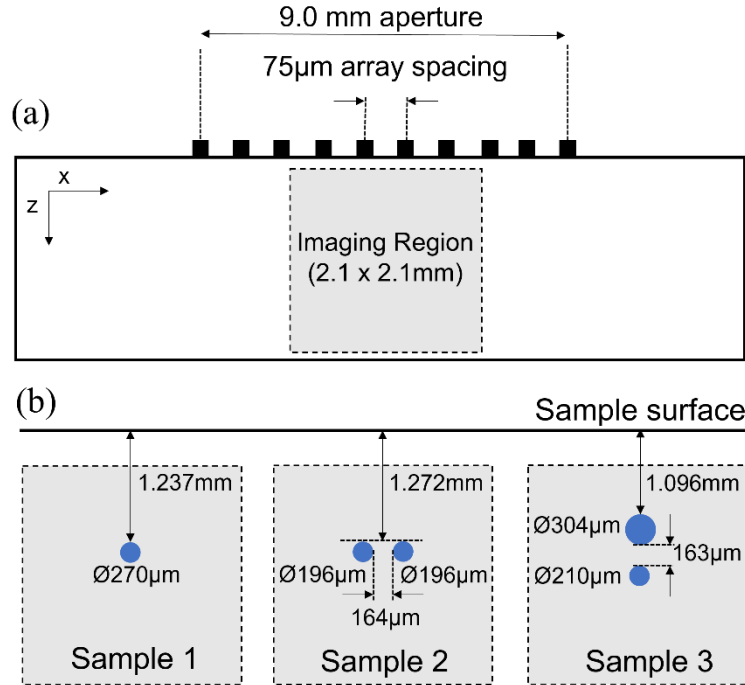 9.0 mm aperture
75μm array spacing
(a)
x
z
Imaging Region
(2.1 x 2.1mm)
(b)
Sample surface
1.237mm
1.272mm
1.096mm
Ø270μm
Ø196μm
Ø196μm
164μm
Ø304μm
163μm
Ø210μm
Sample 1
Sample 2
Sample 3